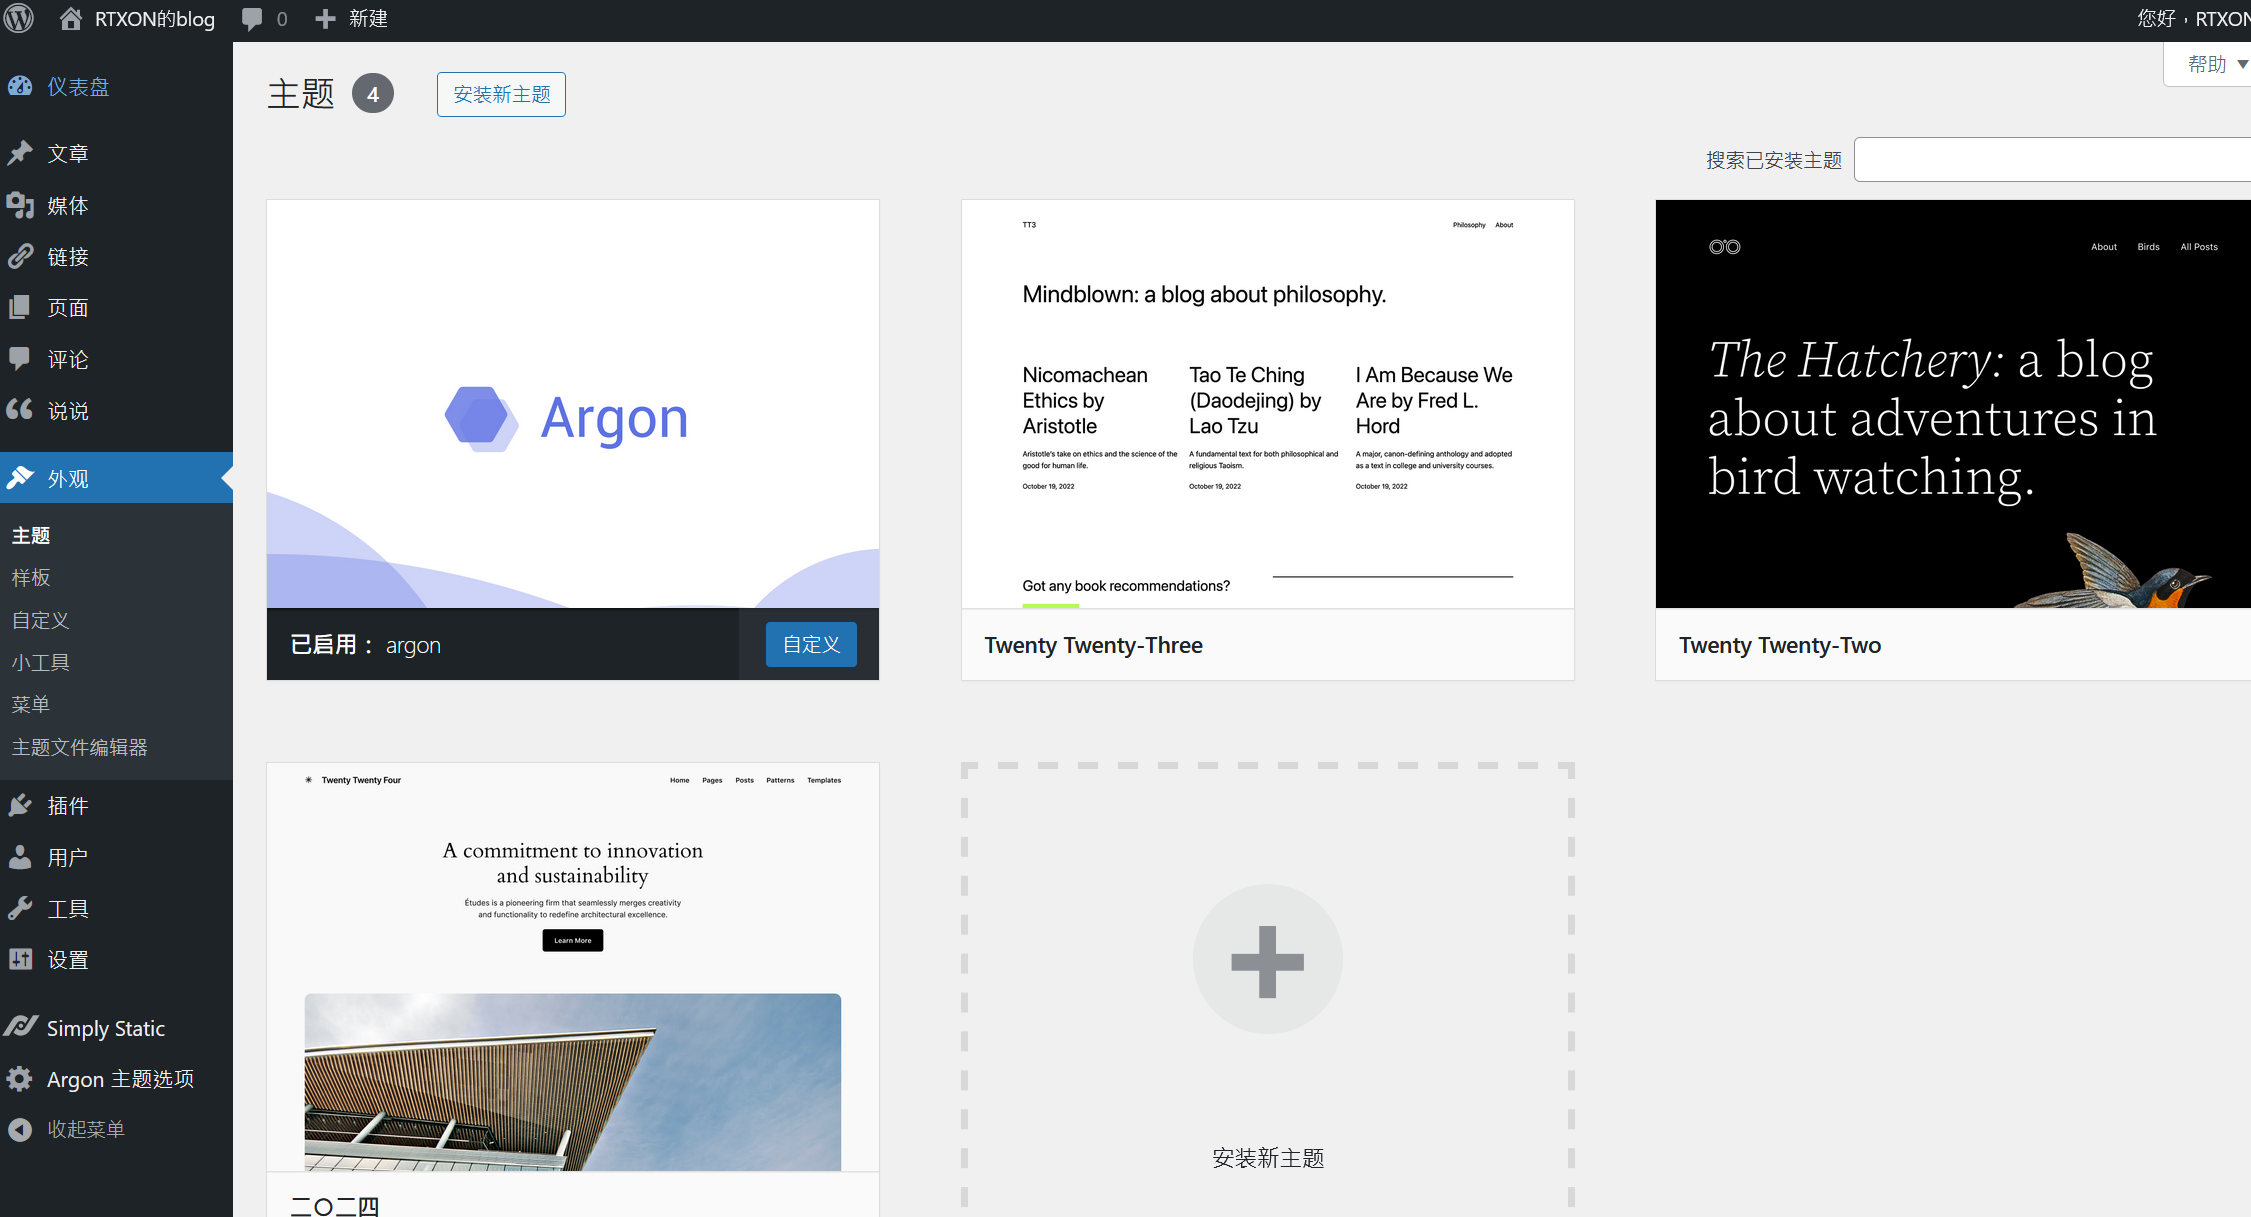 RTXON的blog
0
新建
您好，RTXON
仪表盘
文章
媒体
链接
页面
评论
说说
外观
主题
样板
自定义
小工具
菜单
主题文件编辑器
插件
用户
工具
设置
Simply Static
Argon 主题选项
收起菜单
主题 4
安装新主题
帮助
搜索已安装主题
Argon
已启用： argon
自定义
TT3
Philosophy About
Mindblown: a blog about philosophy.
Nicomachean
Ethics by
Aristotle
Aristotle's take on ethics and the science of the
good for human life.
October 19, 2022
Tao Te Ching
(Daodejing) by
Lao Tzu
A fundamental text for both philosophical and
religious Taoism.
October 19, 2022
I Am Because We
Are by Fred L.
Hord
A major, canon-defining anthology and adopted
as a text in college and university courses.
October 19, 2022
Got any book recommendations?
Twenty Twenty-Three
About Birds All Posts
The Hatchery: a blog
about adventures in
bird watching.
Twenty Twenty-Two
Twenty Twenty Four
Home Pages Posts Patterns Templates
A commitment to innovation
and sustainability
Études is a pioneering firm that seamlessly merges creativity
and functionality to redefine architectural excellence.
Learn More
二〇二四
安装新主题